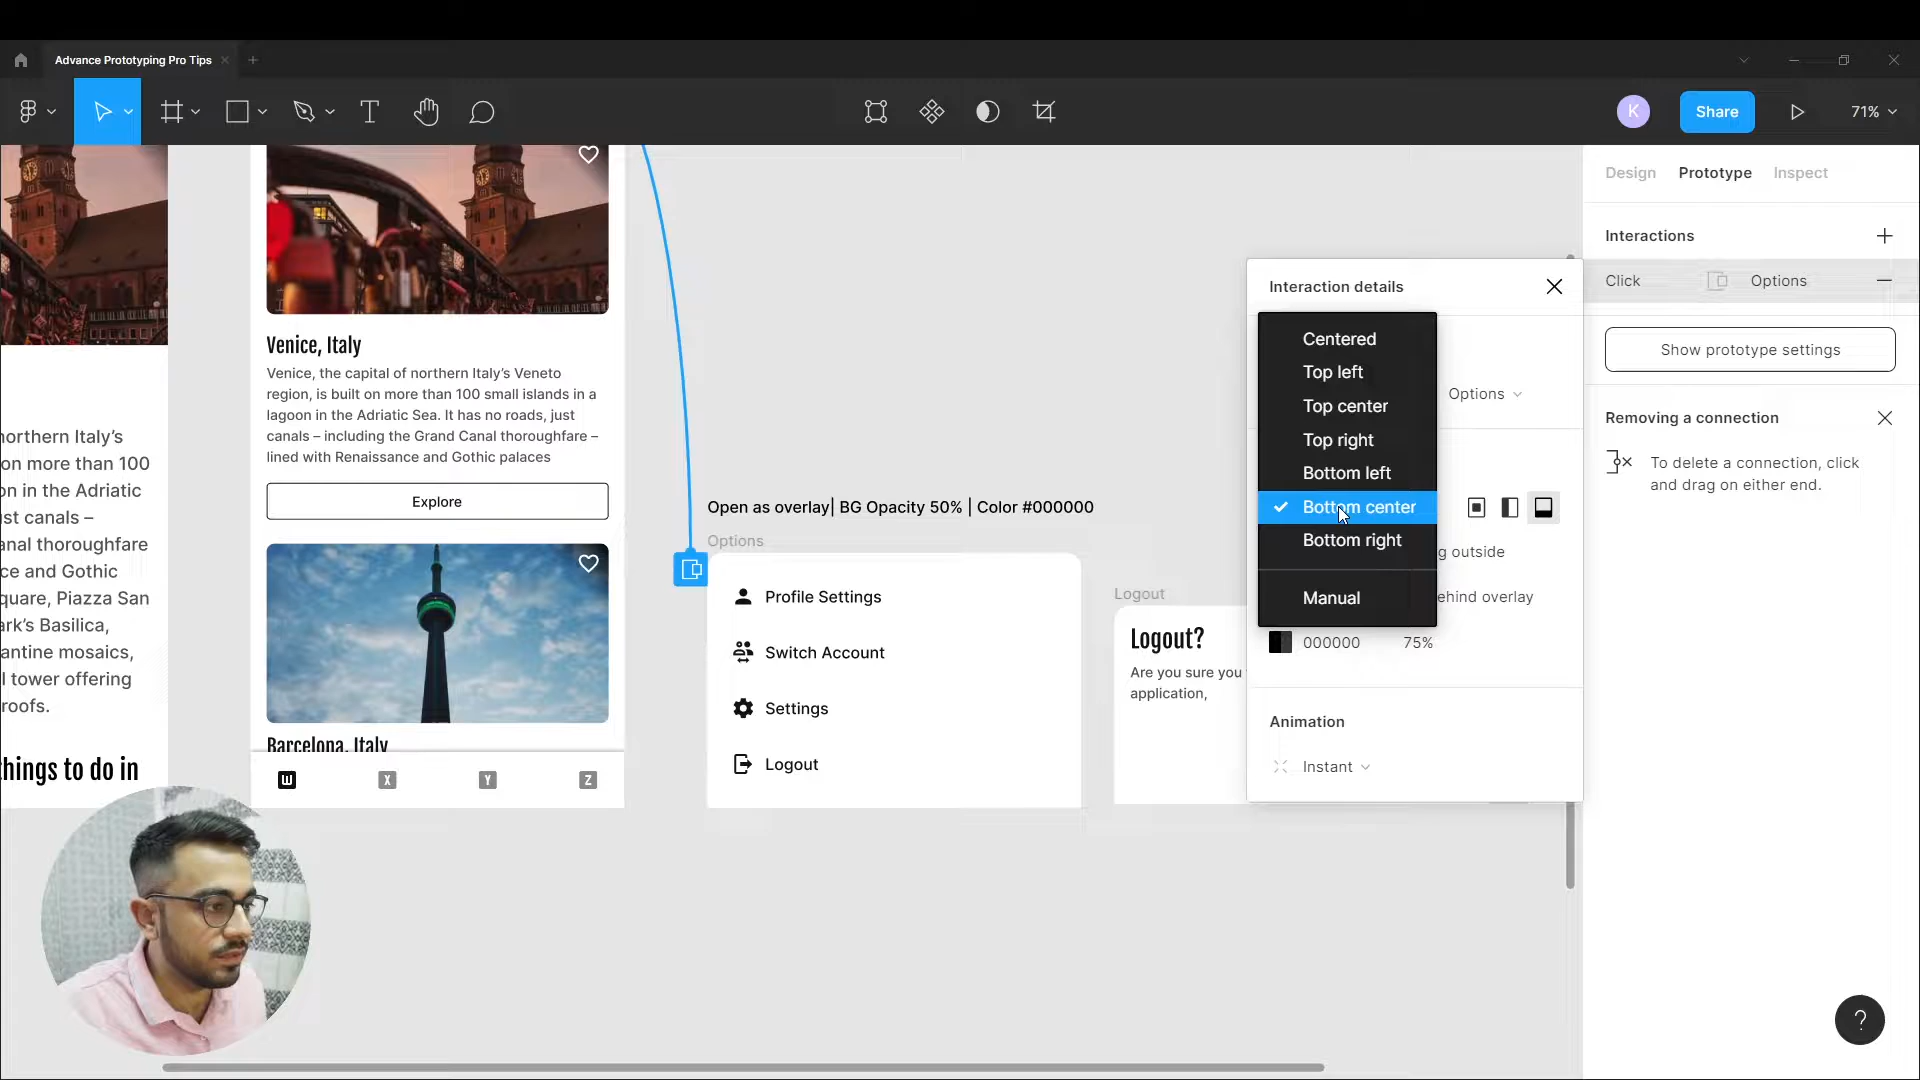 Advance Prototyping Pro Tips
K
Share
71%
Design
Prototype
Inspect
Interactions
Click
Options
Show prototype settings
Removing a connection
To delete a connection, click
and drag on either end.
Interaction details
Centered
Top left
Top center
Top right
Bottom left
Bottom center
Bottom right
Manual
Options
g outside
ehind overlay
000000
75%
Animation
Instant
orthern Italy's
on more than 100
on in the Adriatic
ust canals –
anal thoroughfare
ce and Gothic
quare, Piazza San
ark's Basilica,
antine mosaics,
l tower offering
roofs.
things to do in
Venice, Italy
Venice, the capital of northern Italy's Veneto
region, is built on more than 100 small islands in a
lagoon in the Adriatic Sea. It has no roads, just
canals – including the Grand Canal thoroughfare –
lined with Renaissance and Gothic palaces
Explore
Barcelona, Italy
W
X
Y
Z
Open as overlay| BG Opacity 50% | Color #000000
Options
Profile Settings
Switch Account
Settings
Logout
Logout
Logout?
Are you sure you
application,
?